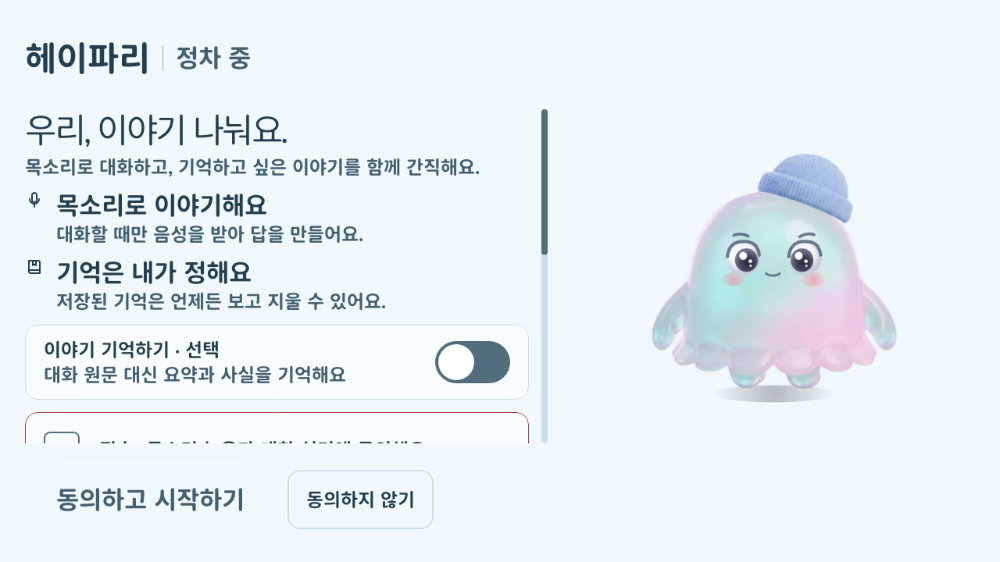 헤이파리
정차 중
우리, 이야기 나눠요.
목소리로 대화하고, 기억하고 싶은 이야기를 함께 간직해요.
목소리로 이야기해요
대화할 때만 음성을 받아 답을 만들어요.
기억은 내가 정해요
저장된 기억은 언제든 보고 지울 수 있어요.
이야기 기억하기 · 선택
대화 원문 대신 요약과 사실을 기억해요
동의하고 시작하기
동의하지 않기